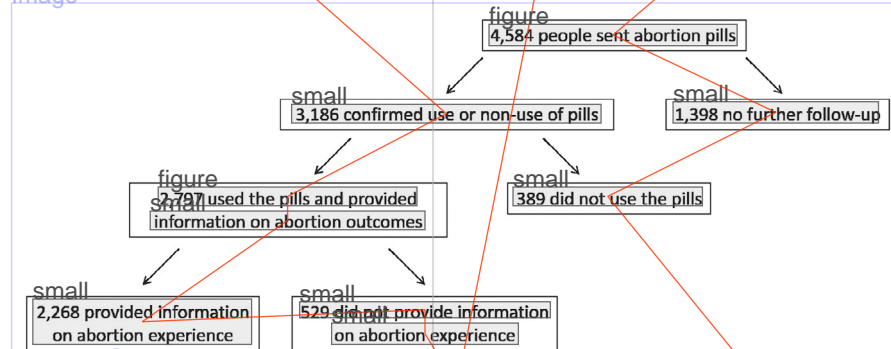 image
figure
4,584 people sent abortion pills
small
3,186 confirmed use or non-use of pills
small
1,398 no further follow-up
figure
2,797 used the pills and provided
small
information on abortion outcomes
small
389 did not use the pills
small
2,268 provided information
on abortion experience
small
529 did not provide information
small
on abortion experience